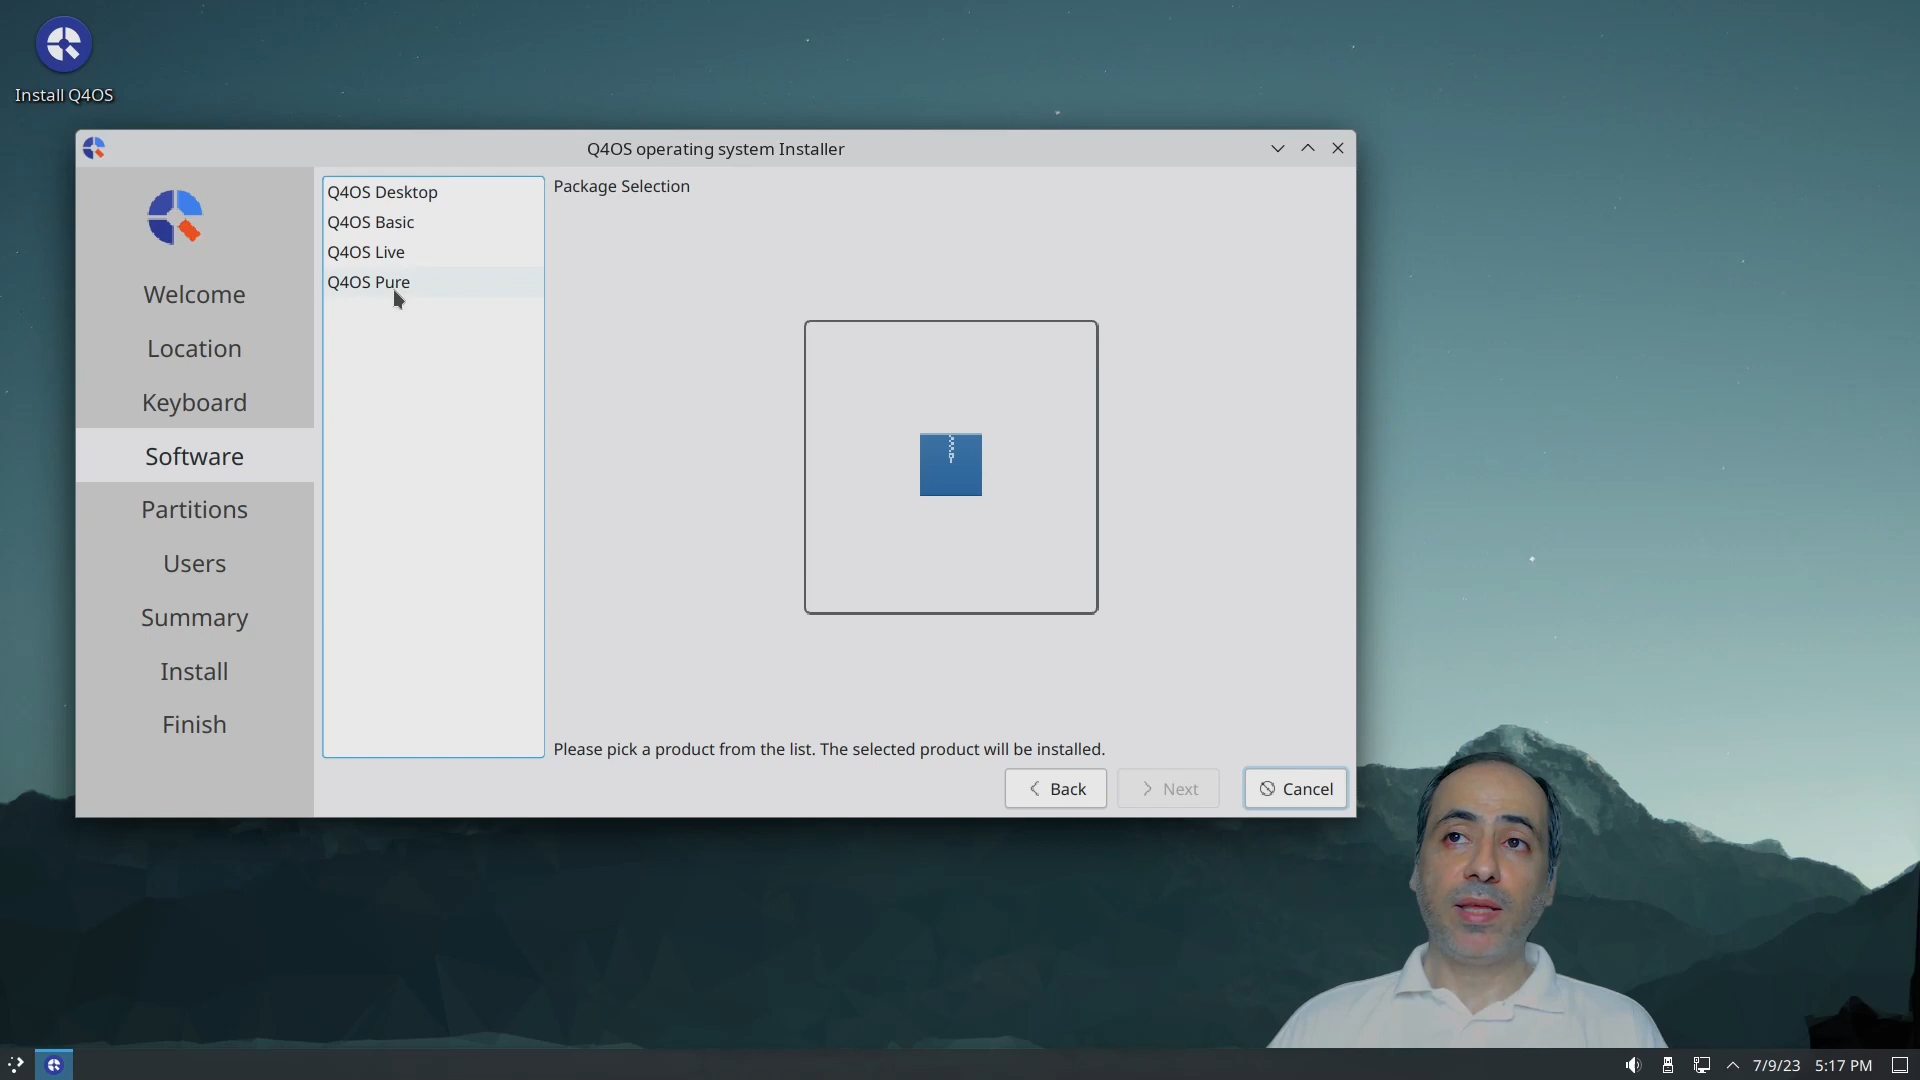 Install Q4OS
Q4OS operating system Installer
Welcome
Location
Keyboard
Software
Partitions
Users
Summary
Install
Finish
Q4OS Desktop
Q4OS Basic
Q4OS Live
Q4OS Pure
Package Selection
Please pick a product from the list. The selected product will be installed.
Back
Next
Cancel
7/9/23 5:17 PM